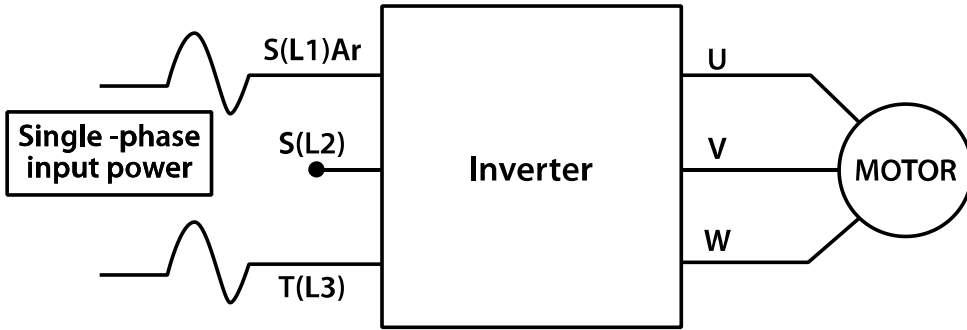 S(L1)Ar
U
Single -phase
input power
S(L2)
Inverter
V
MOTOR
T(L3)
W